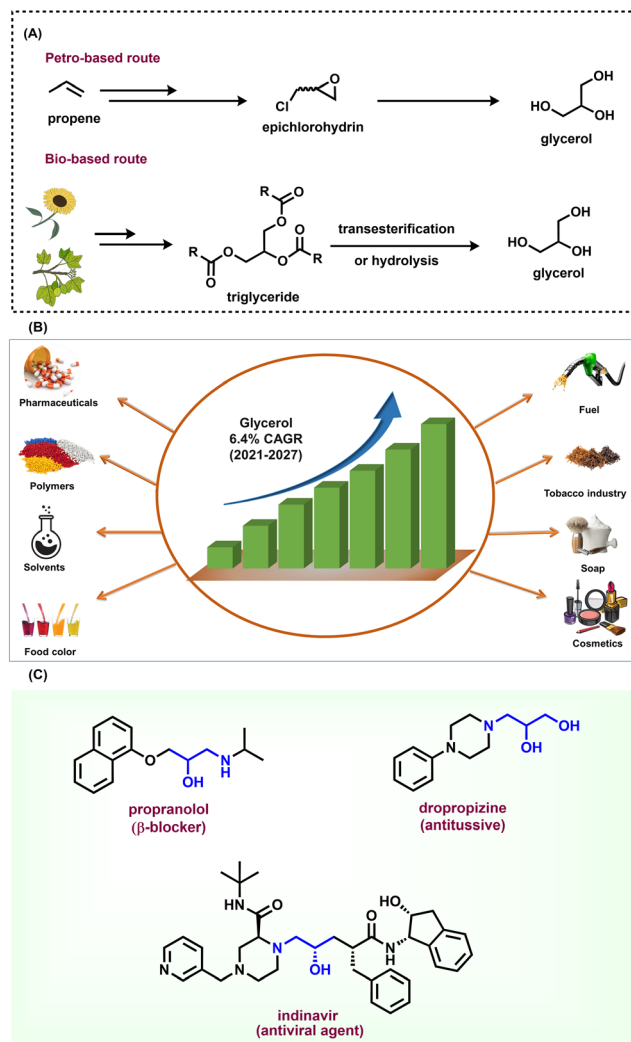 (A)
Petro-based route
propene
Cl
O
epichlorohydrin
OH
HO
OH
glycerol
Bio-based route
R
O
O
O
R
O
O
O
R
triglyceride
transesterification
or hydrolysis
OH
HO
OH
glycerol
(B)
Pharmaceuticals
Polymers
Solvents
Food color
Glycerol
6.4% CAGR
(2021-2027)
Fuel
Tobacco industry
Soap
Cosmetics
(C)
O
OH
N
H
propranolol
(β-blocker)
N
N
OH
OH
dropropizine
(antitussive)
HN
O
N
N
N
OH
O
N
H
HO
indinavir
(antiviral agent)